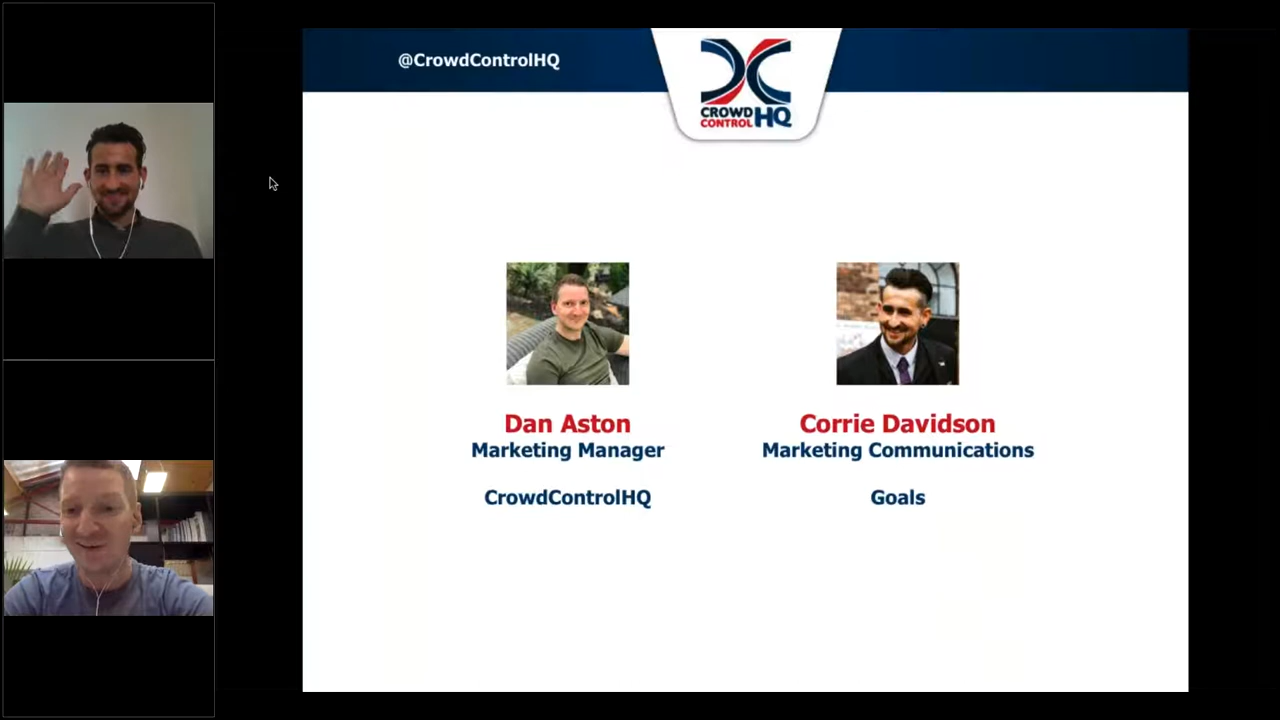 @CrowdControlHQ
CROWD
CONTROL
HQ
Dan Aston
Marketing Manager
CrowdControlHQ
Corrie Davidson
Marketing Communications
Goals